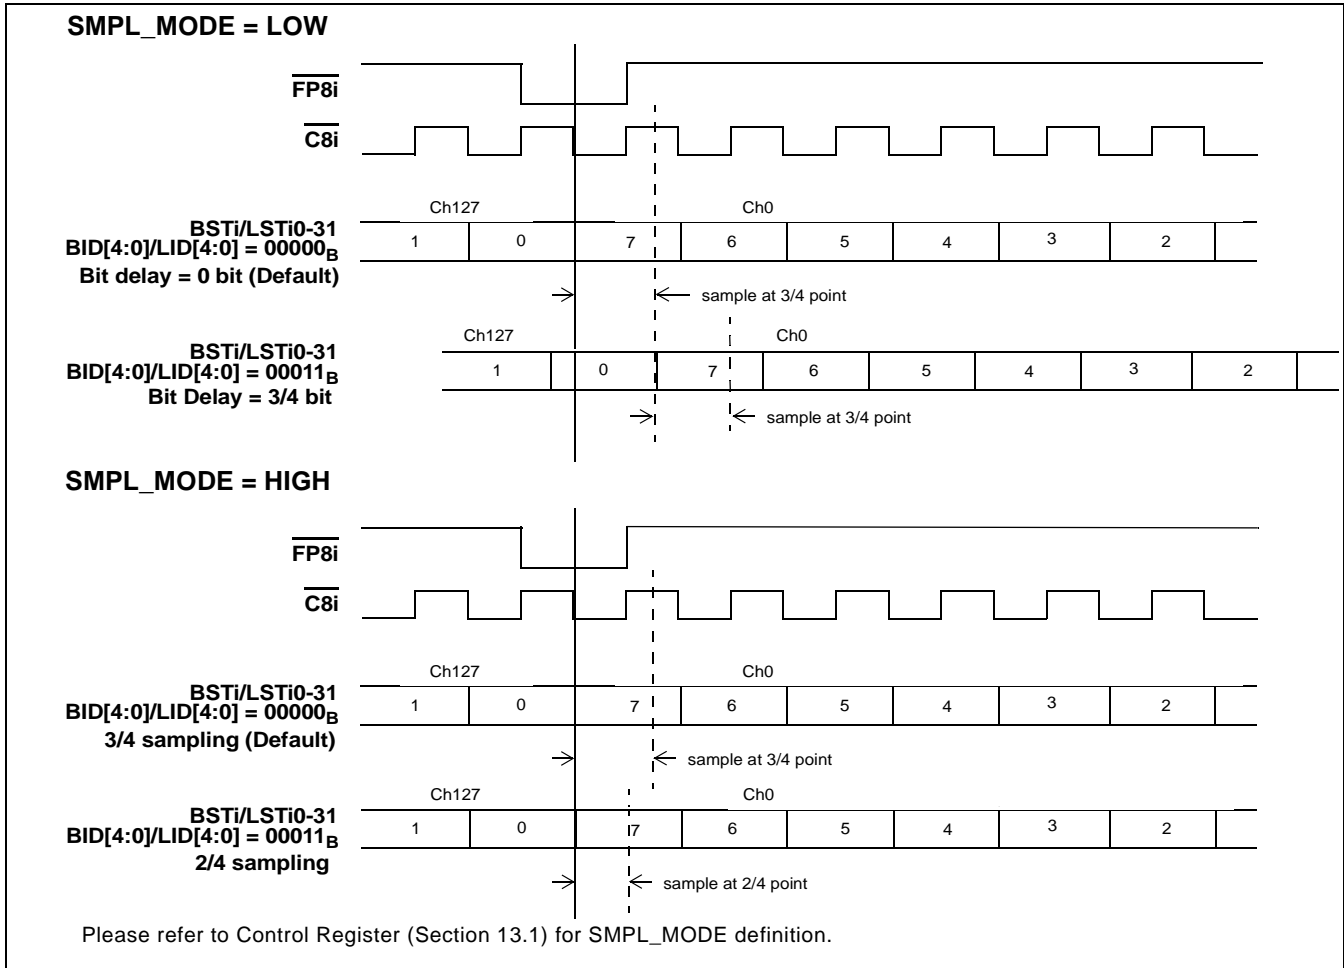 SMPL_MODE = LOW
FP8i
C8i
Ch127 Ch0
BSTi/LSTi0-31
BID[4:0]/LID[4:0] = 00000B
Bit delay = 0 bit (Default)
1 0 7 6 5 4 3 2
sample at 3/4 point
Ch127 Ch0
BSTi/LSTi0-31
BID[4:0]/LID[4:0] = 00011B
Bit Delay = 3/4 bit
1 0 7 6 5 4 3 2
sample at 3/4 point
SMPL_MODE = HIGH
FP8i
C8i
Ch127 Ch0
BSTi/LSTi0-31
BID[4:0]/LID[4:0] = 00000B
3/4 sampling (Default)
1 0 7 6 5 4 3 2
sample at 3/4 point
Ch127 Ch0
BSTi/LSTi0-31
BID[4:0]/LID[4:0] = 00011B
2/4 sampling
1 0 7 6 5 4 3 2
sample at 2/4 point
Please refer to Control Register (Section 13.1) for SMPL_MODE definition.